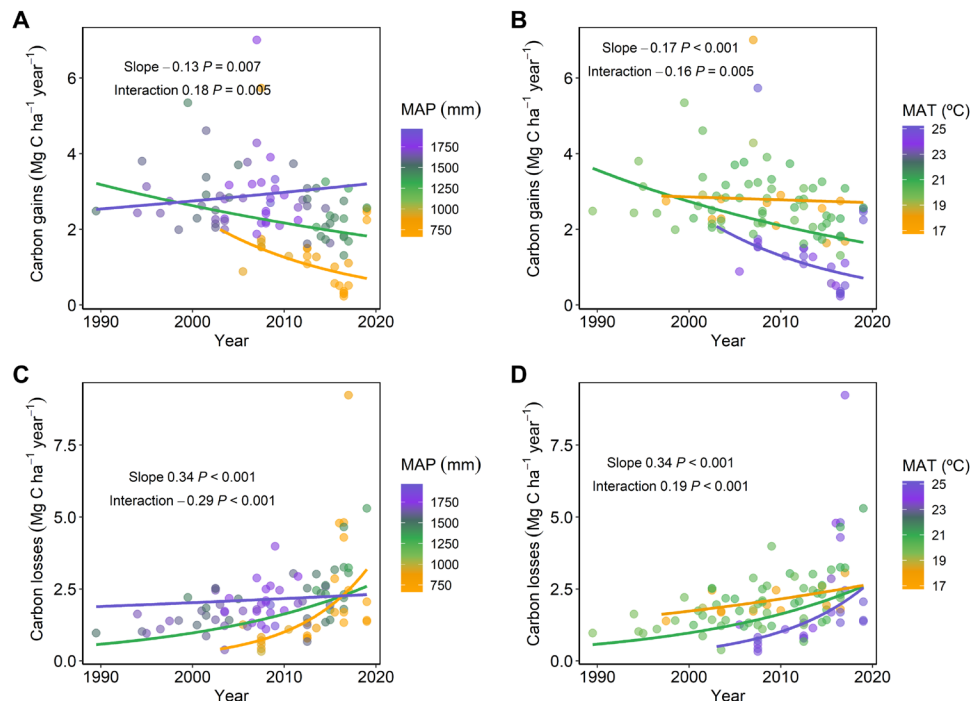 A
Carbon gains (Mg C ha⁻¹ year⁻¹)
6
4
2
0
Slope −0.13 P = 0.007
Interaction 0.18 P = 0.005
1990 2000 2010 2020
Year
MAP (mm)
1750
1500
1250
1000
750
B
Carbon gains (Mg C ha⁻¹ year⁻¹)
6
4
2
0
Slope −0.17 P < 0.001
Interaction −0.16 P = 0.005
1990 2000 2010 2020
Year
MAT (ºC)
25
23
21
19
17
C
Carbon losses (Mg C ha⁻¹ year⁻¹)
7.5
5.0
2.5
0.0
Slope 0.34 P < 0.001
Interaction −0.29 P < 0.001
1990 2000 2010 2020
Year
MAP (mm)
1750
1500
1250
1000
750
D
Carbon losses (Mg C ha⁻¹ year⁻¹)
7.5
5.0
2.5
0.0
Slope 0.34 P < 0.001
Interaction 0.19 P < 0.001
1990 2000 2010 2020
Year
MAT (ºC)
25
23
21
19
17